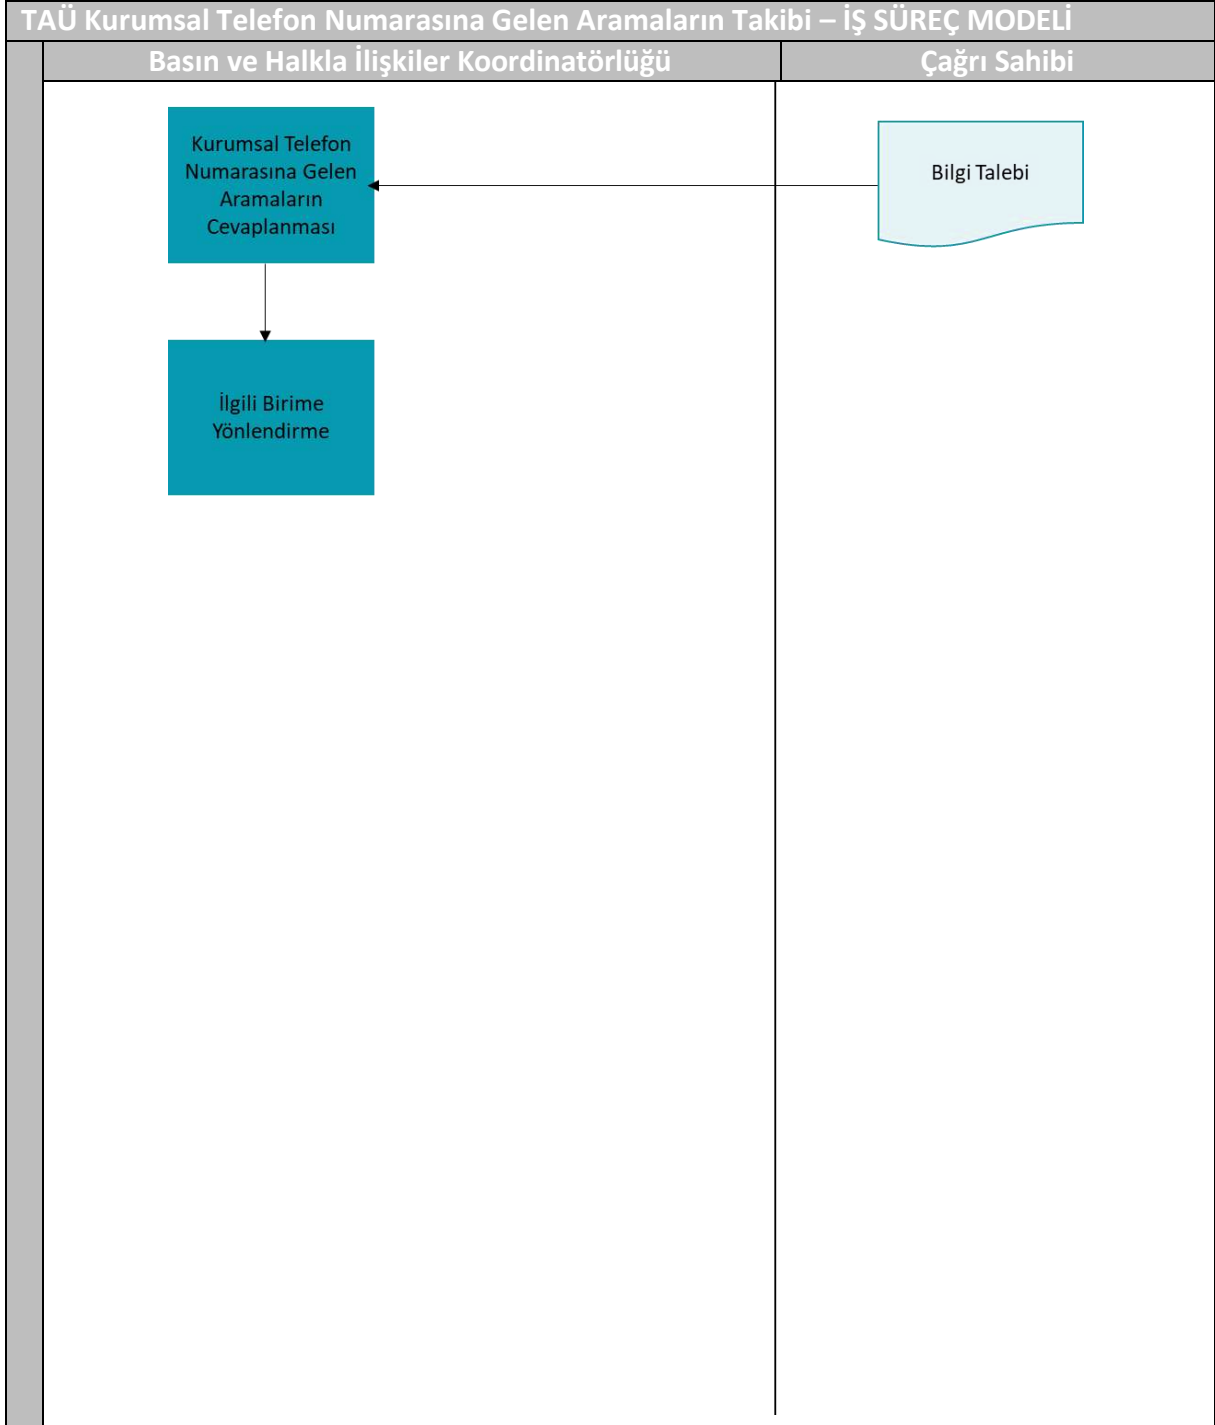 TAÜ Kurumsal Telefon Numarasına Gelen Aramaların Takibi – İŞ SÜREÇ MODELİ
Basın ve Halkla İlişkiler Koordinatörlüğü
Çağrı Sahibi
Kurumsal Telefon
Numarasına Gelen
Aramaların
Cevaplanması
Bilgi Talebi
İlgili Birime
Yönlendirme